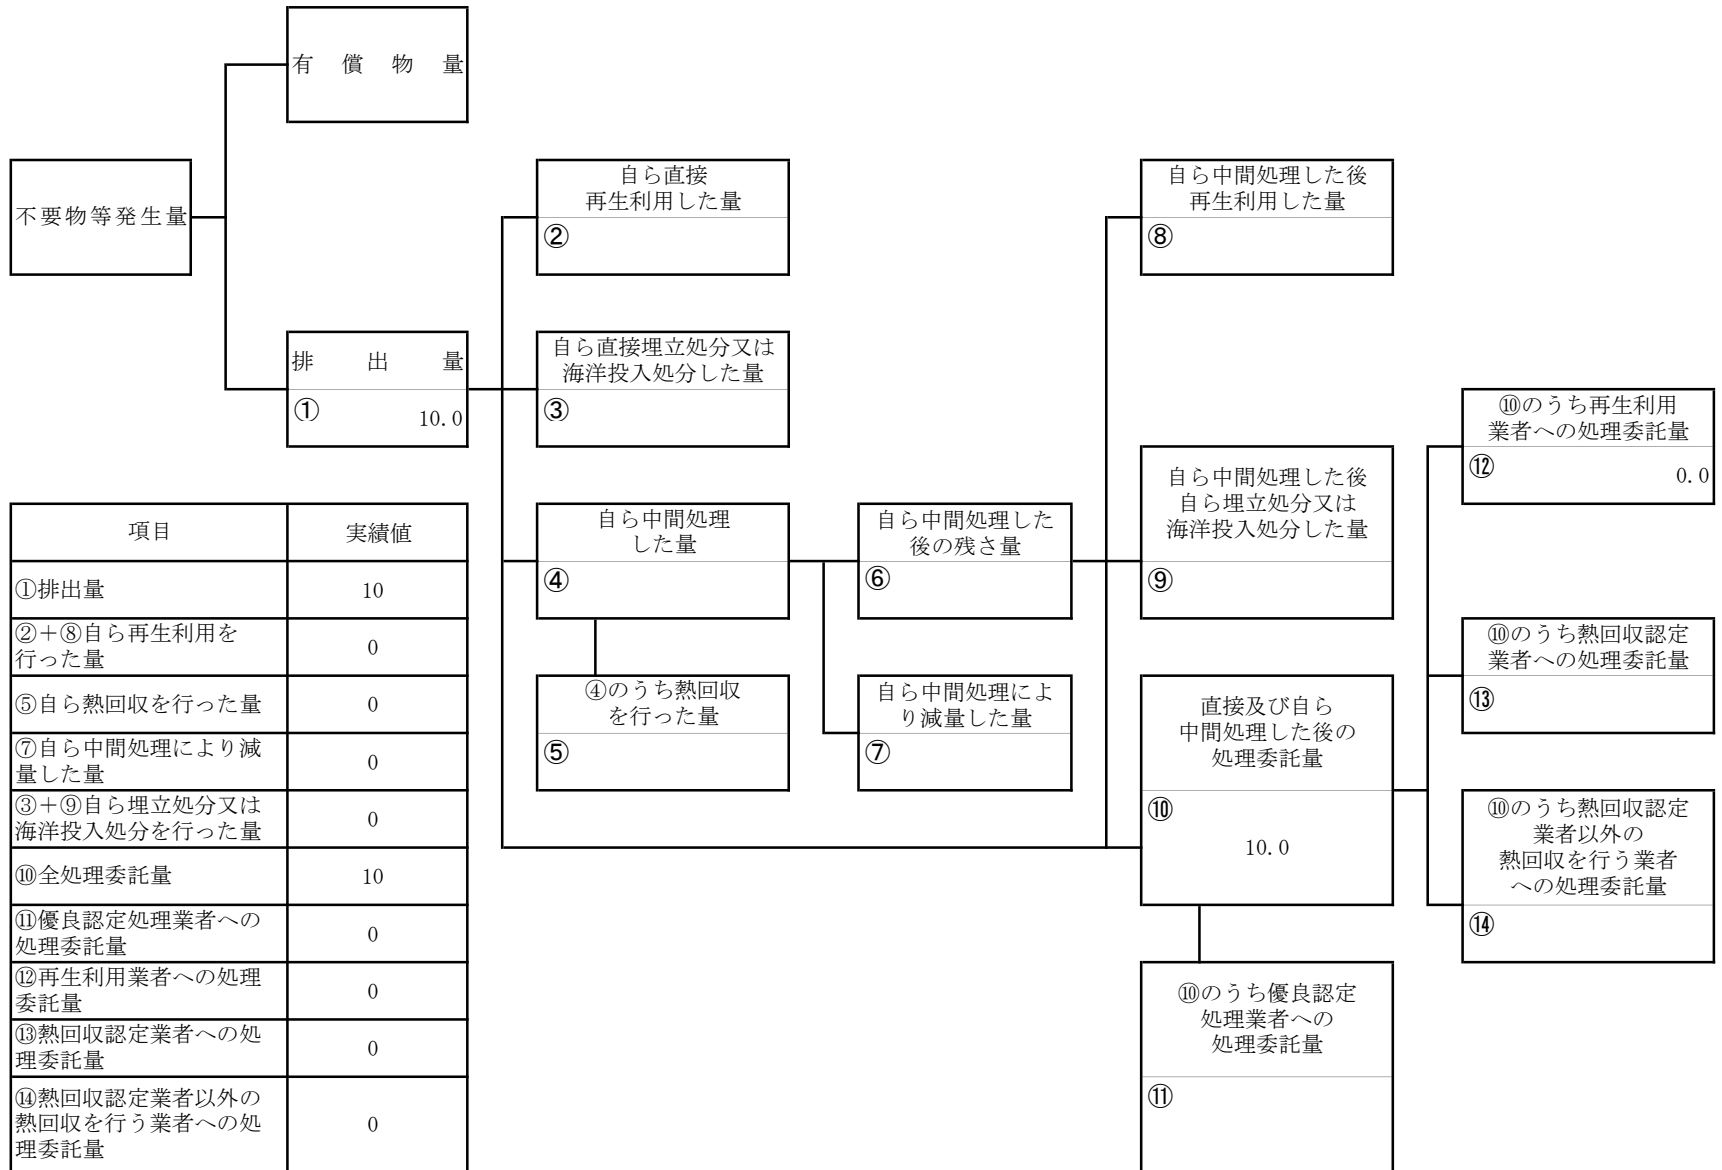 有償物量
不要物等発生量
自ら直接
再生利用した量
②
自ら中間処理した後
再生利用した量
⑧
排出量
①
10.0
自ら直接埋立処分又は
海洋投入処分した量
③
⑩のうち再生利用
業者への処理委託量
⑫
0.0
自ら中間処理
した量
④
自ら中間処理した
後の残さ量
⑥
自ら中間処理した後
自ら埋立処分又は
海洋投入処分した量
⑨
⑩のうち熱回収認定
業者への処理委託量
⑬
④のうち熱回収
を行った量
⑤
自ら中間処理によ
り減量した量
⑦
直接及び自ら
中間処理した後の
処理委託量
⑩
10.0
⑩のうち熱回収認定
業者以外の
熱回収を行う業者
への処理委託量
⑭
⑩のうち優良認定
処理業者への
処理委託量
⑪
項目 実績値
①排出量 10
②＋⑧自ら再生利用を
行った量 0
⑤自ら熱回収を行った量 0
⑦自ら中間処理により減
量した量 0
③＋⑨自ら埋立処分又は
海洋投入処分を行った量 0
⑩全処理委託量 10
⑪優良認定処理業者への
処理委託量 0
⑫再生利用業者への処理
委託量 0
⑬熱回収認定業者への処
理委託量 0
⑭熱回収認定業者以外の
熱回収を行う業者への処
理委託量 0